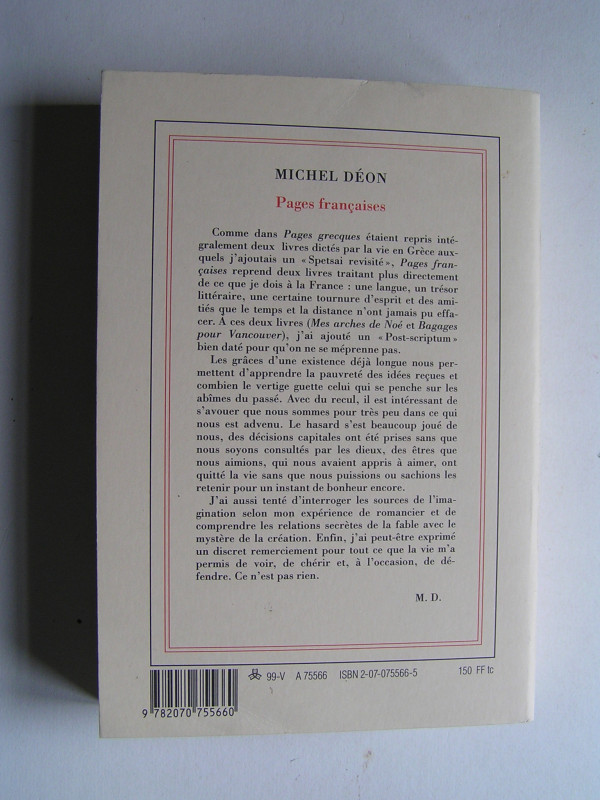 MICHEL DÉON
Pages françaises
Comme dans Pages grecques étaient repris inté-
gralement deux livres dictés par la vie en Grèce aux-
quels j'ajoutais un « Spetsai revisité », Pages fran-
çaises reprend deux livres traitant plus directement
de ce que je dois à la France : une langue, un trésor
littéraire, une certaine tournure d'esprit et des ami-
tiés que le temps et la distance n'ont jamais pu effa-
cer. A ces deux livres (Mes arches de Noé et Bagages
pour Vancouver), j'ai ajouté un « Post-scriptum »
bien daté pour qu'on ne se méprenne pas.
Les grâces d'une existence déjà longue nous per-
mettent d'apprendre la pauvreté des idées reçues et
combien le vertige guette celui qui se penche sur les
abîmes du passé. Avec du recul, il est intéressant de
s'avouer que nous sommes pour très peu dans ce qui
nous est advenu. Le hasard s'est beaucoup joué de
nous, des décisions capitales ont été prises sans que
nous soyons consultés par les dieux, des êtres que
nous aimions, qui nous avaient appris à aimer, ont
quitté la vie sans que nous puissions ou sachions les
retenir pour un instant de bonheur encore.
J'ai aussi tenté d'interroger les sources de l'ima-
gination selon mon expérience de romancier et de
comprendre les relations secrètes de la fable avec le
mystère de la création. Enfin, j'ai peut-être exprimé
un discret remerciement pour tout ce que la vie m'a
permis de voir, de chérir et, à l'occasion, de dé-
fendre. Ce n'est pas rien.
M. D.
99-V A 75566 ISBN 2-07-075566-5 150 FF tc
9 782070 755660